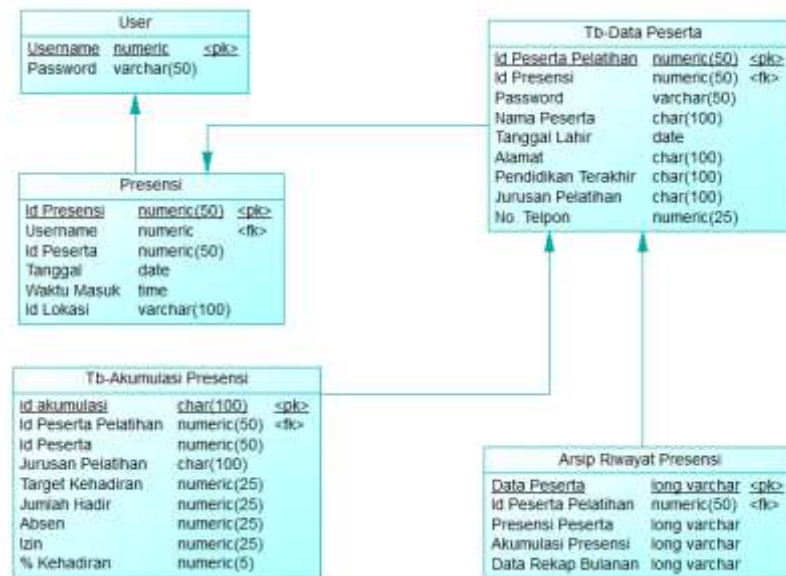 User
Username numeric <pk>
Password varchar(50)
Presensi
Id Presensi numeric(50) <pk>
Username numeric <fk>
Id Peserta numeric(50)
Tanggal date
Waktu Masuk time
Id Lokasi varchar(100)
Tb-Data Peserta
Id Peserta Pelatihan numeric(50) <pk>
Id Presensi numeric(50) <fk>
Password varchar(50)
Nama Peserta char(100)
Tanggal Lahir date
Alamat char(100)
Pendidikan Terakhir char(100)
Jurusan Pelatihan char(100)
No. Telpon numeric(25)
Tb-Akumulasi Presensi
id akumulasi char(100) <pk>
Id Peserta Pelatihan numeric(50) <fk>
Id Peserta numeric(50)
Jurusan Pelatihan char(100)
Target Kehadiran numeric(25)
Jumlah Hadir numeric(25)
Absen numeric(25)
Izin numeric(25)
% Kehadiran numeric(5)
Arsip Riwayat Presensi
Data Peserta long varchar <pk>
Id Peserta Pelatihan numeric(50) <fk>
Presensi Peserta long varchar
Akumulasi Presensi long varchar
Data Rekap Bulanan long varchar